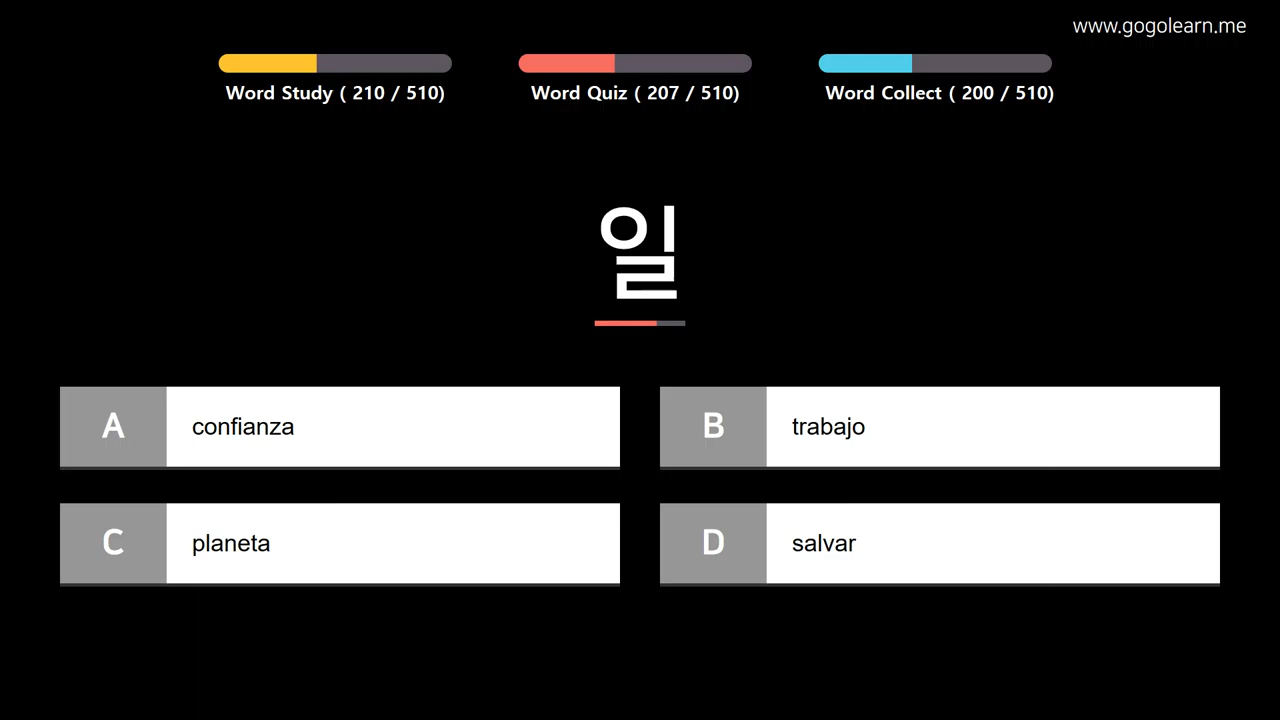 www.gogolearn.me
Word Study ( 210 / 510)
Word Quiz ( 207 / 510)
Word Collect ( 200 / 510)
일
A confianza
B trabajo
C planeta
D salvar